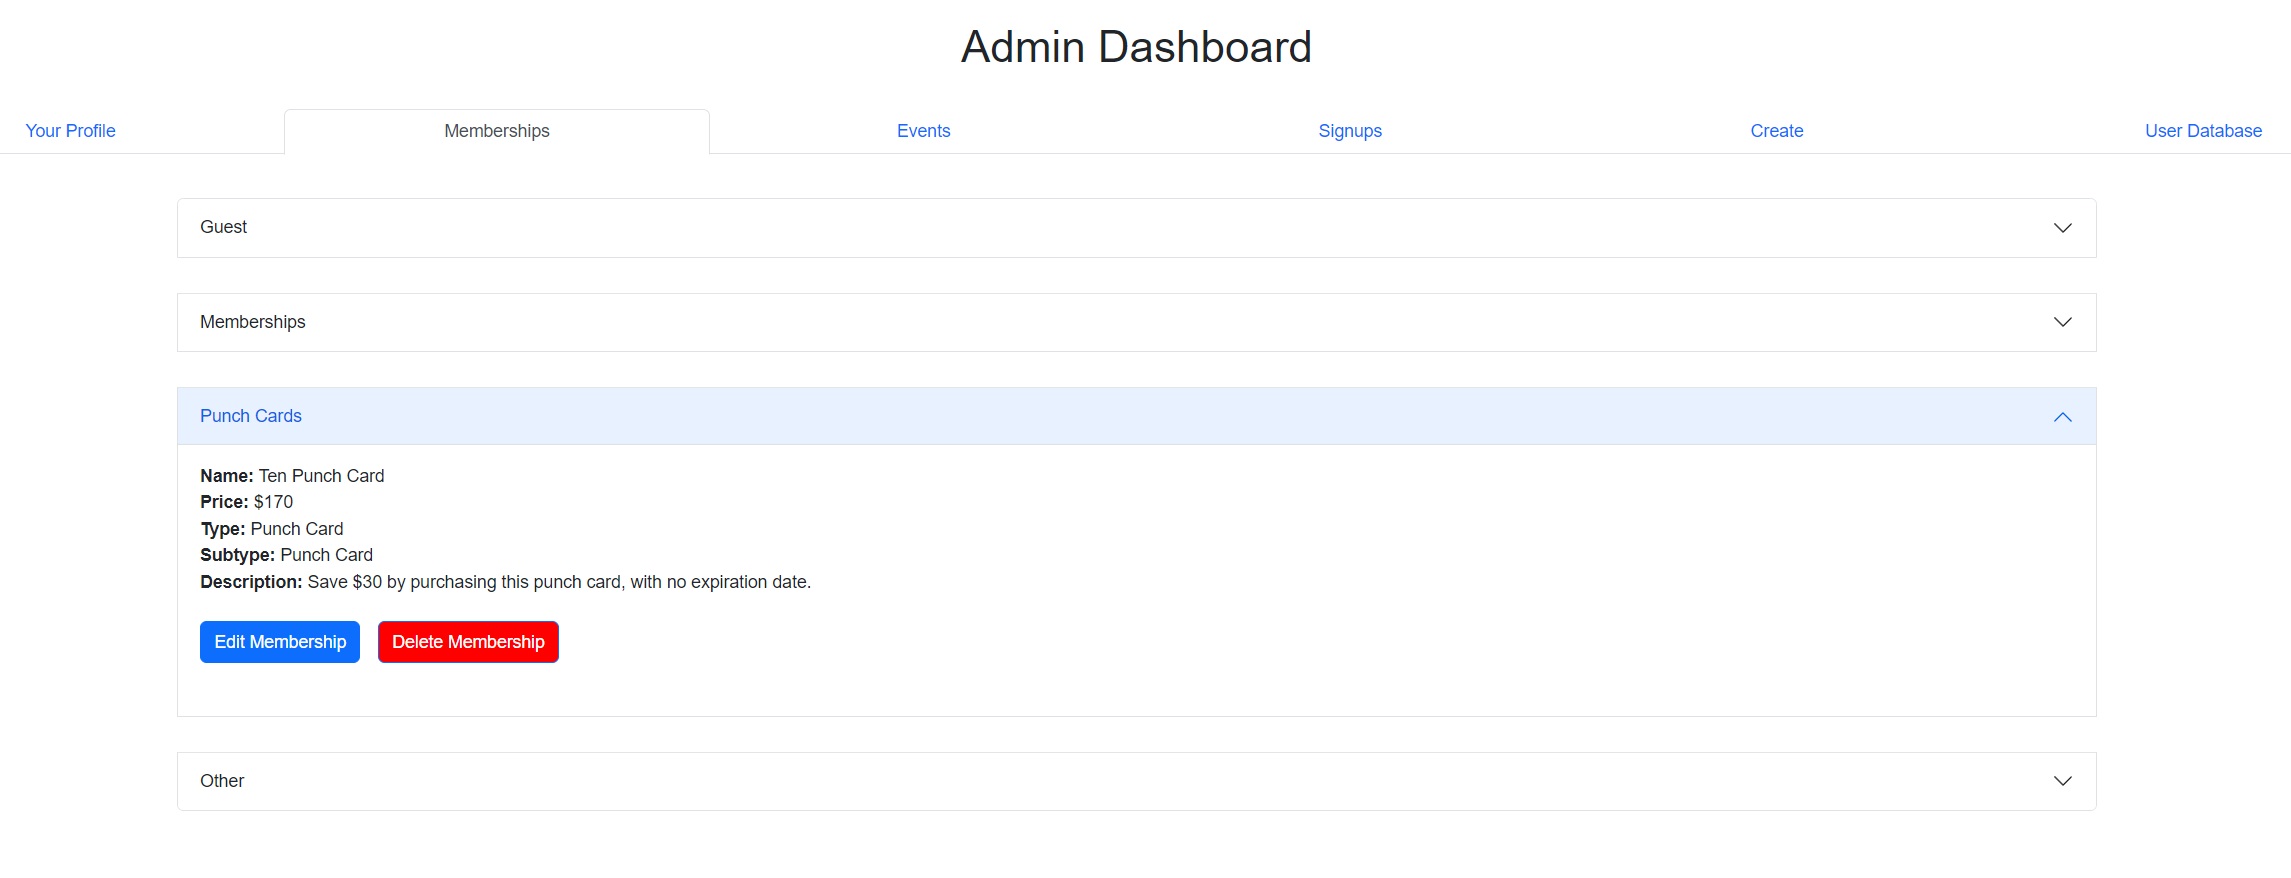 Admin Dashboard
Your Profile Memberships Events Signups Create User Database
Guest
Memberships
Punch Cards
Name: Ten Punch Card
Price: $170
Type: Punch Card
Subtype: Punch Card
Description: Save $30 by purchasing this punch card, with no expiration date.
Edit Membership Delete Membership
Other